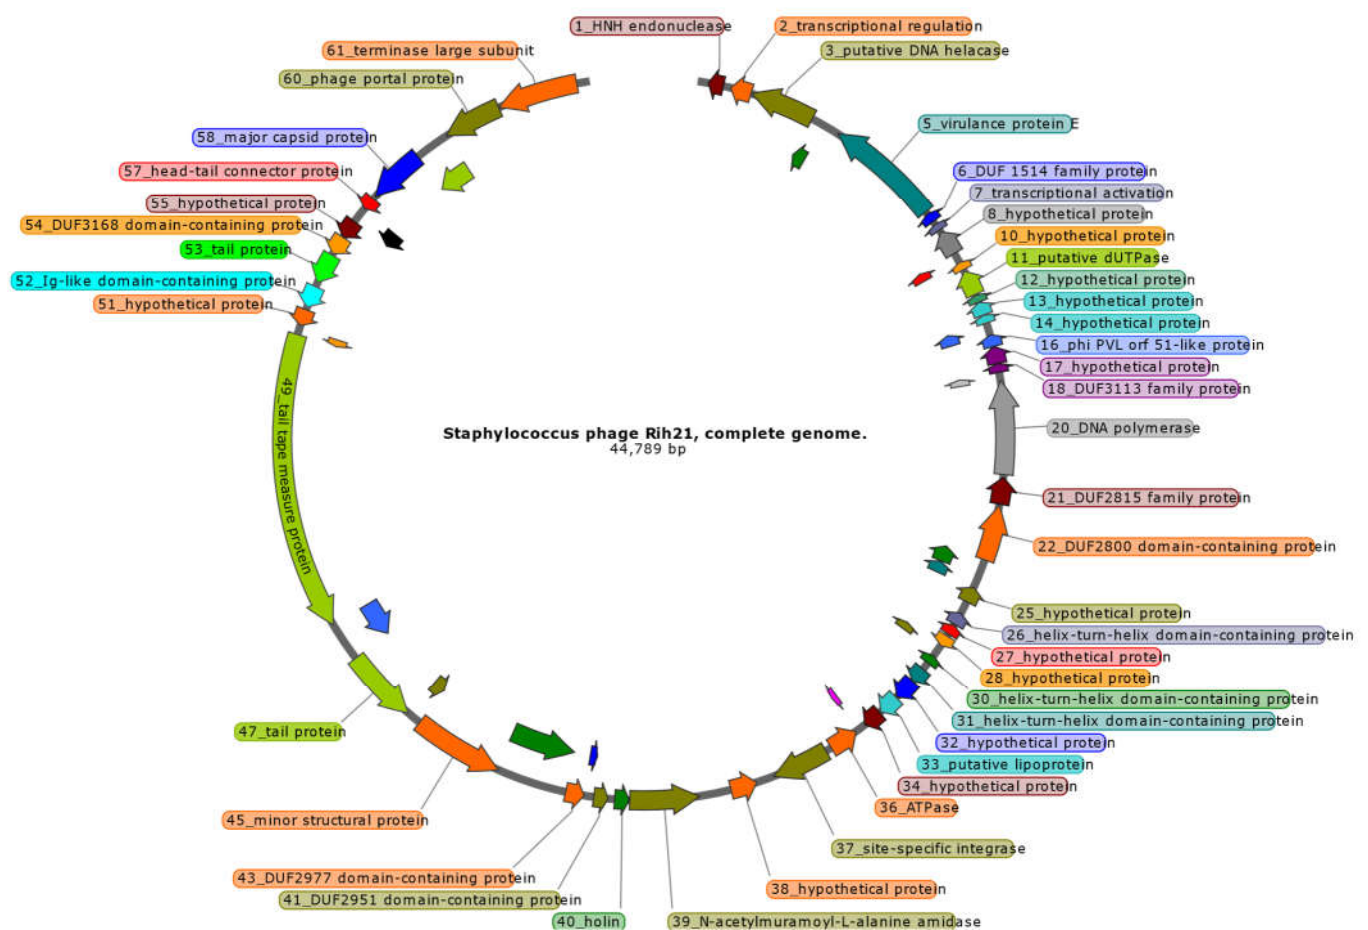 1_HNH endonuclease
2_transcriptional regulation
3_putative DNA helacase
5_virulance protein E
6_DUF 1514 family protein
7_transcriptional activation
8_hypothetical protein
10_hypothetical protein
11_putative dUTPase
12_hypothetical protein
13_hypothetical protein
14_hypothetical protein
16_phi PVL orf 51-like protein
17_hypothetical protein
18_DUF3113 family protein
20_DNA polymerase
21_DUF2815 family protein
22_DUF2800 domain-containing protein
25_hypothetical protein
26_helix-turn-helix domain-containing protein
27_hypothetical protein
28_hypothetical protein
30_helix-turn-helix domain-containing protein
31_helix-turn-helix domain-containing protein
32_hypothetical protein
33_putative lipoprotein
34_hypothetical protein
36_ATPase
37_site-specific integrase
38_hypothetical protein
39_N-acetylmuramoyl-L-alanine amidase
40_holin
41_DUF2951 domain-containing protein
43_DUF2977 domain-containing protein
45_minor structural protein
47_tail protein
49_tail tape measure protein
51_hypothetical protein
52_Ig-like domain-containing protein
53_tail protein
54_DUF3168 domain-containing protein
55_hypothetical protein
57_head-tail connector protein
58_major capsid protein
60_phage portal protein
61_terminase large subunit
Staphylococcus phage Rih21, complete genome.
44,789 bp